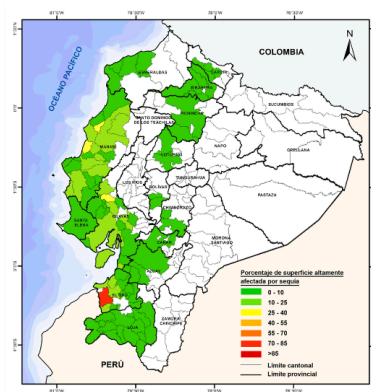 OCÉANO PACÍFICO
COLOMBIA
N
ESMERALDAS
CARCHI
IMBABURA
SUCUMBIOS
PICHINCHA
SANTO DOMINGO
DE LOS TSACHILAS
MANABI
COTOPAXI
NAPO
ORELLANA
TUNGURAHUA
LOS RIOS
BOLIVAR
PASTAZA
CHIMBORAZO
GUAYAS
SANTA
ELENA
CAÑAR
MORONA
SANTIAGO
AZUAY
EL ORO
LOJA
ZAMORA
CHINCHIPE
PERÚ
Porcentaje de superficie altamente
afectada por sequia
0 - 10
10 - 25
25 - 40
40 - 55
55 - 70
70 - 85
>85
Límite cantonal
Límite provincial